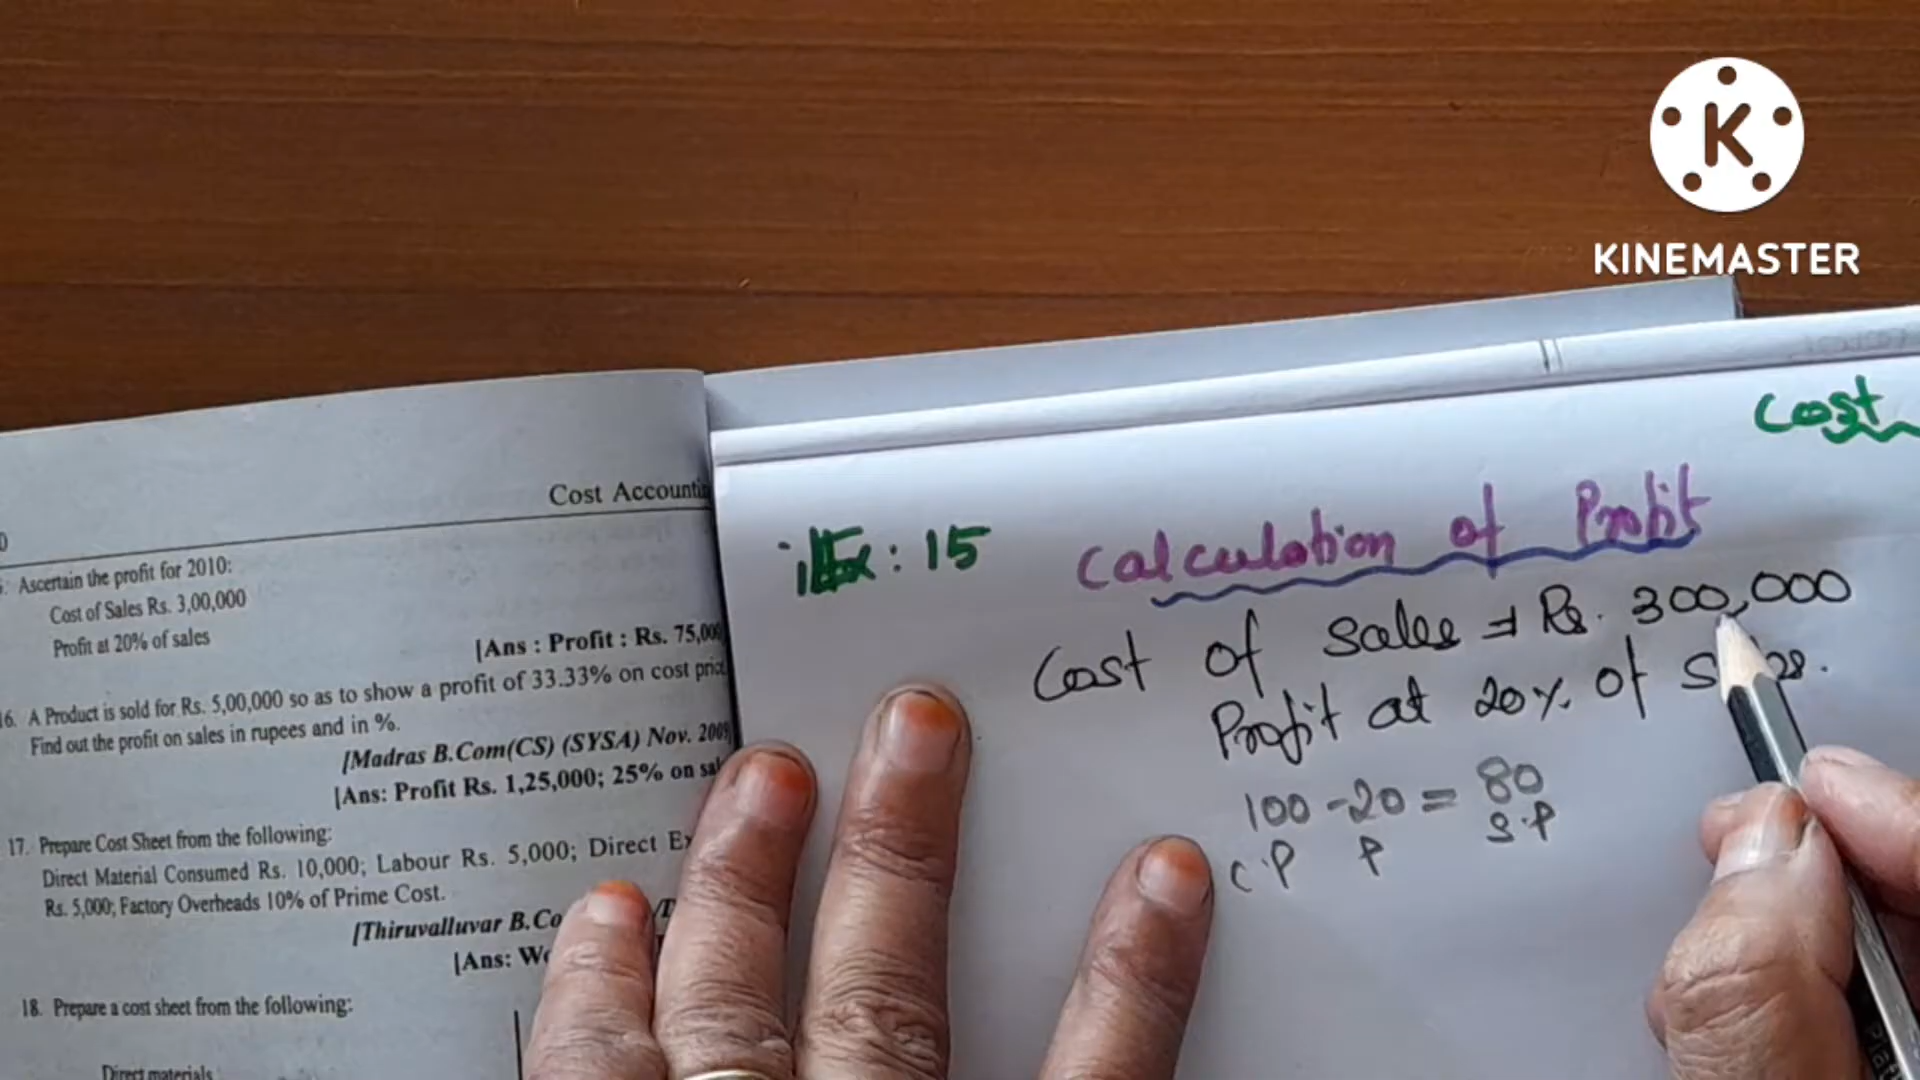 KINEMASTER
Cost Accounti
Ascertain the profit for 2010:
Cost of Sales Rs. 3,00,000
Profit at 20% of sales
[Ans : Profit : Rs. 75,000
16. A Product is sold for Rs. 5,00,000 so as to show a profit of 33.33% on cost pric
Find out the profit on sales in rupees and in %.
[Madras B.Com(CS) (SYSA) Nov. 2009
[Ans: Profit Rs. 1,25,000; 25% on sal
17. Prepare Cost Sheet from the following:
Direct Material Consumed Rs. 10,000; Labour Rs. 5,000; Direct Ex
Rs. 5,000; Factory Overheads 10% of Prime Cost.
[Thiruvalluvar B.Co
[Ans: Wo
18. Prepare a cost sheet from the following:
Direct materials
Cost
illEx : 15 Calculation of Profit
Cost of Sales = Rs. 300,000
Profit at 20% of
100 - 20 = 80
C.P P S.P